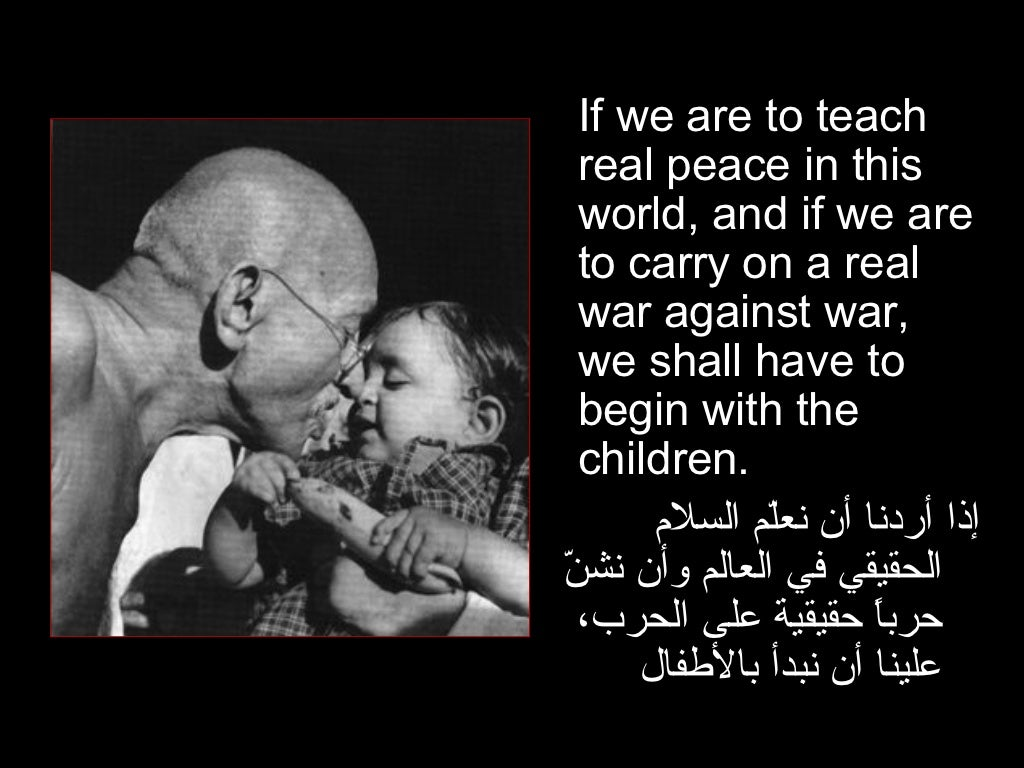 If we are to teach
real peace in this
world, and if we are
to carry on a real
war against war,
we shall have to
begin with the
children.
إذا أردنا أن نعلّم السلام
الحقيقي في العالم وأن نشنّ
حرباً حقيقية على الحرب،
علينا أن نبدأ بالأطفال